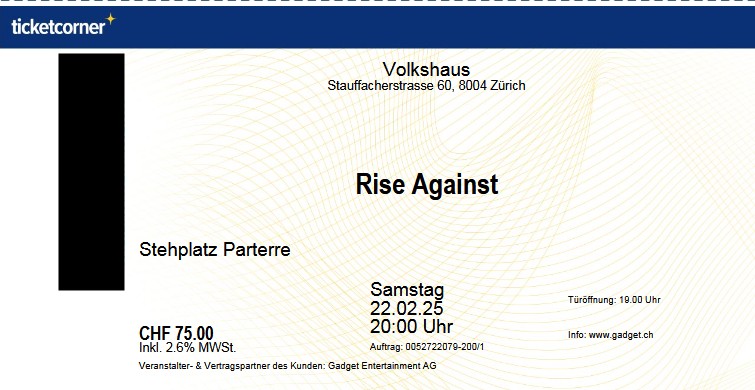 ticketcorner
Volkshaus
Stauffacherstrasse 60, 8004 Zürich
Rise Against
Stehplatz Parterre
Samstag
22.02.25
20:00 Uhr
Türöffnung: 19.00 Uhr
CHF 75.00
Inkl. 2.6% MWSt.
Auftrag: 0052722079-200/1
Info: www.gadget.ch
Veranstalter- & Vertragspartner des Kunden: Gadget Entertainment AG